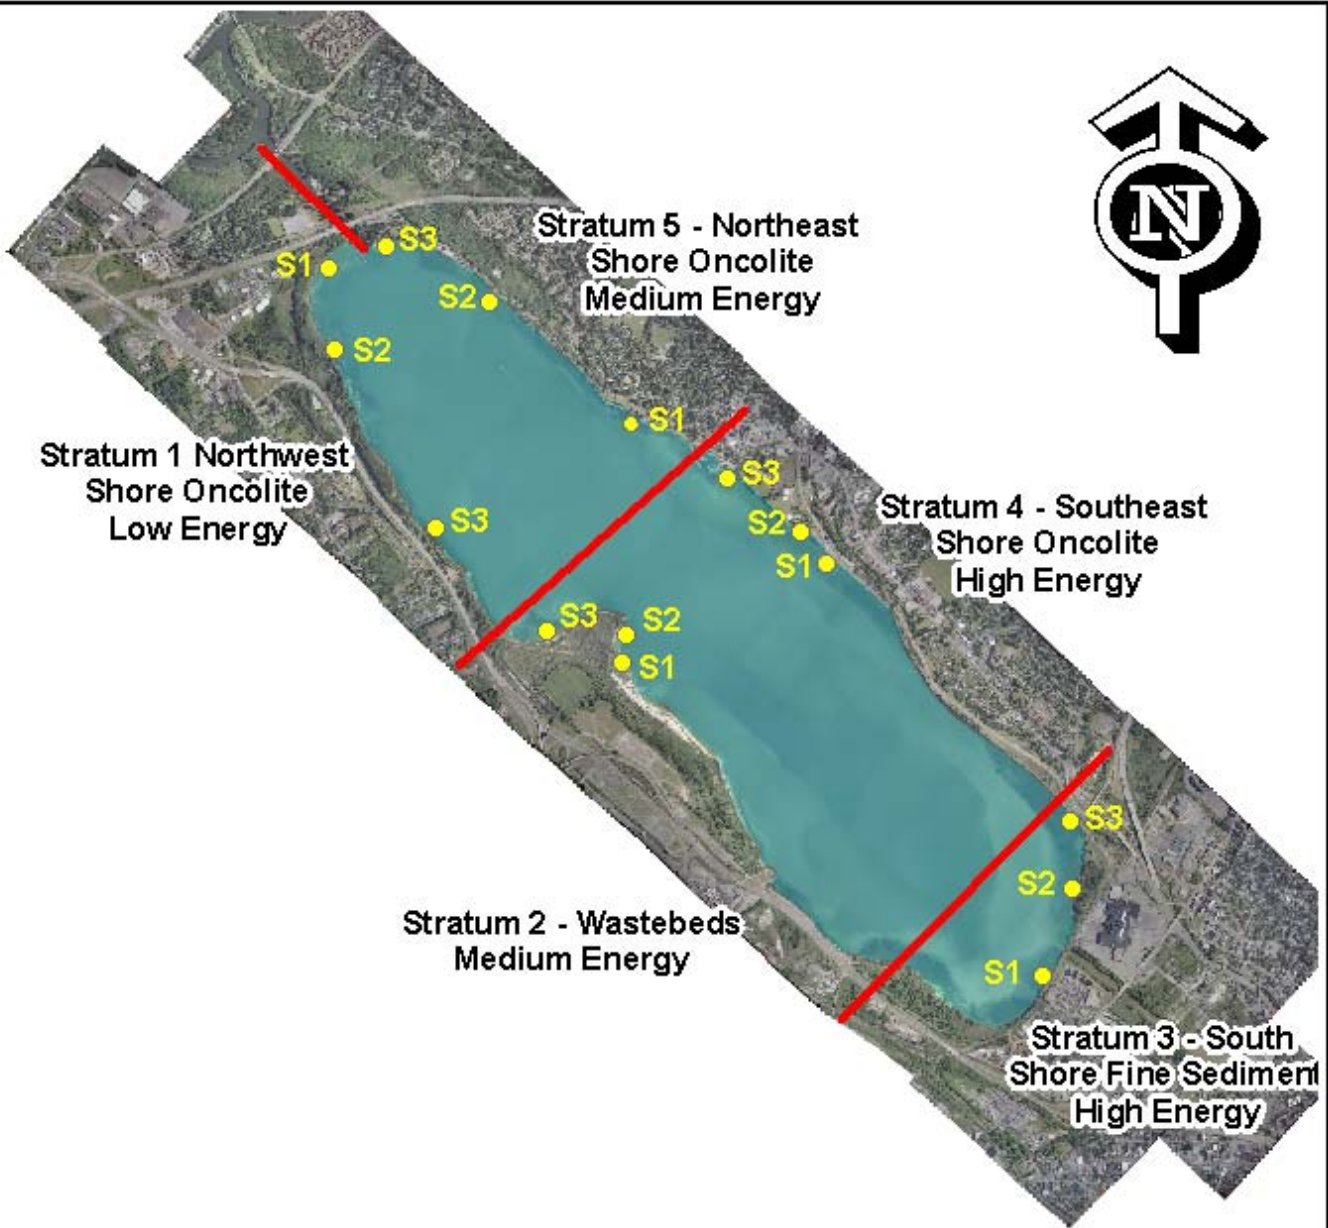 N
Stratum 5 - Northeast
Shore Oncolite
Medium Energy
S3
S1
S2
S2
S1
Stratum 1 Northwest
Shore Oncolite
Low Energy
S3
S3
S2
S1
Stratum 4 - Southeast
Shore Oncolite
High Energy
S3
S2
S1
Stratum 2 - Wastebeds
Medium Energy
S3
S2
S1
Stratum 3 - South
Shore Fine Sediment
High Energy